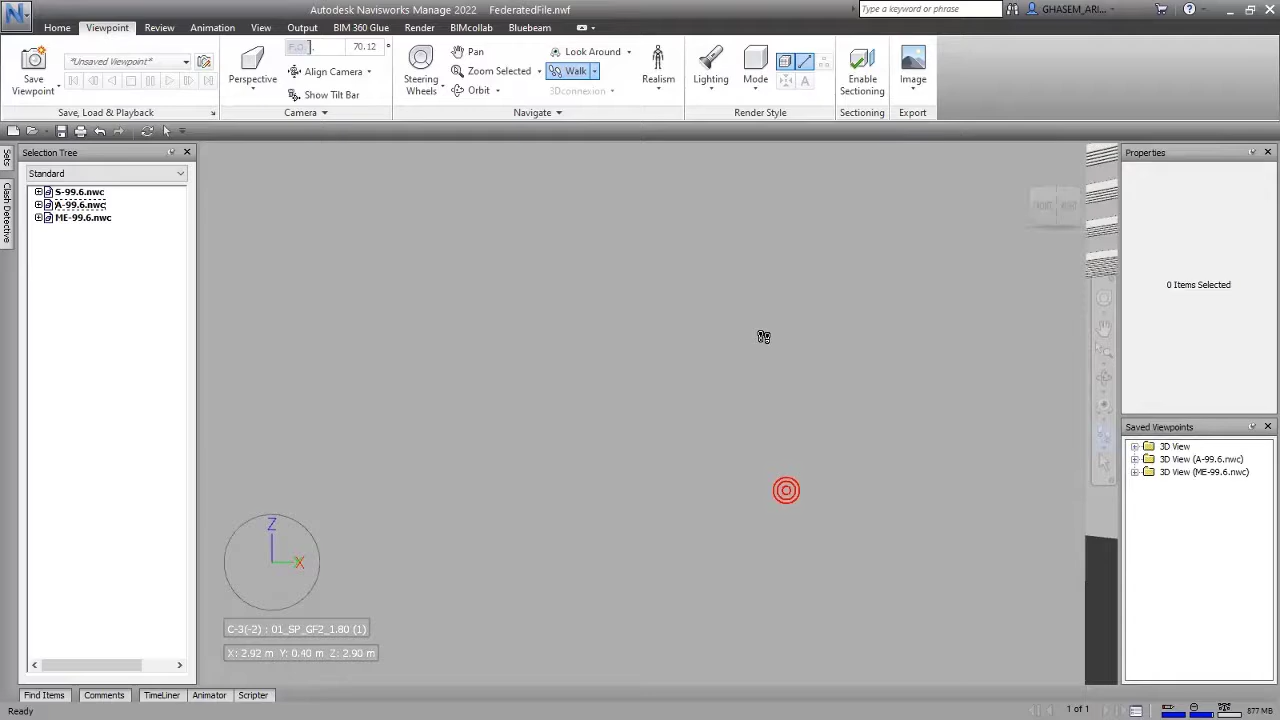 Autodesk Navisworks Manage 2022 FederatedFile.nwf
Type a keyword or phrase
GHASEM_ARI...
Home Viewpoint Review Animation View Output BIM 360 Glue Render BIMcollab Bluebeam
Save Viewpoint
*Unsaved Viewpoint*
Save, Load & Playback
Perspective
F.O. . 70.12
Align Camera
Show Tilt Bar
Camera
Steering Wheels
Pan
Zoom Selected
Orbit
Look Around
Walk
3Dconnexion
Navigate
Realism
Lighting
Mode
Render Style
Enable Sectioning
Sectioning
Image
Export
Sets
Clash Detective
Selection Tree
Standard
S-99.6.nwc
A-99.6.nwc
ME-99.6.nwc
FRONT RIGHT
Z
X
C-3(-2) : 01_SP_GF2_1.80 (1)
X: 2.92 m Y: 0.40 m Z: 2.90 m
Properties
0 Items Selected
Saved Viewpoints
3D View
3D View (A-99.6.nwc)
3D View (ME-99.6.nwc)
Find Items Comments TimeLiner Animator Scripter
Ready
1 of 1
877 MB